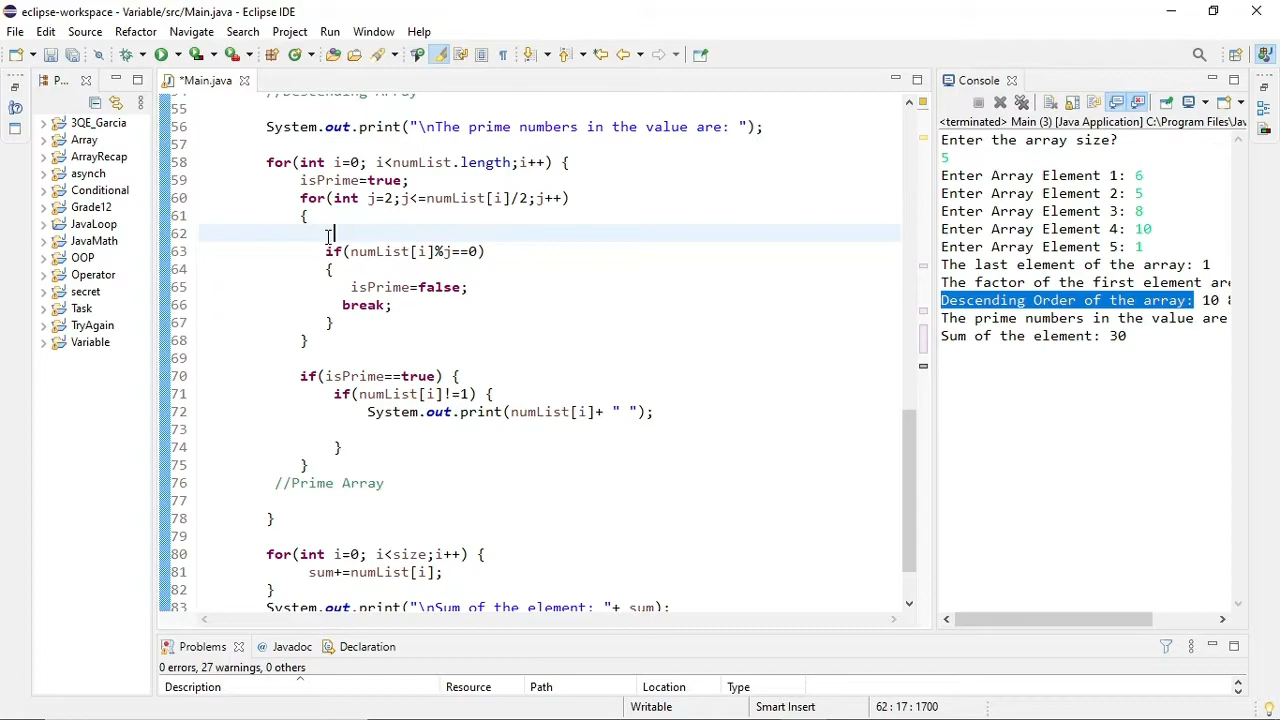 eclipse-workspace - Variable/src/Main.java - Eclipse IDE
File Edit Source Refactor Navigate Search Project Run Window Help
P...
*Main.java
Console
<terminated> Main (3) [Java Application] C:\Program Files\Jav
3QE_Garcia
Array
ArrayRecap
asynch
Conditional
Grade12
JavaLoop
JavaMath
OOP
Operator
secret
Task
TryAgain
Variable
54 //Descending Array
55
56 System.out.print("\nThe prime numbers in the value are: ");
57
58 for(int i=0; i<numList.length;i++) {
59 isPrime=true;
60 for(int j=2;j<=numList[i]/2;j++)
61 {
62
63 if(numList[i]%j==0)
64 {
65 isPrime=false;
66 break;
67 }
68 }
69
70 if(isPrime==true) {
71 if(numList[i]!=1) {
72 System.out.print(numList[i]+ " ");
73
74 }
75 }
76 //Prime Array
77
78 }
79
80 for(int i=0; i<size;i++) {
81 sum+=numList[i];
82 }
83 System.out.print("\nSum of the element: "+ sum);
Enter the array size?
5
Enter Array Element 1: 6
Enter Array Element 2: 5
Enter Array Element 3: 8
Enter Array Element 4: 10
Enter Array Element 5: 1
The last element of the array: 1
The factor of the first element are
Descending Order of the array: 10 8
The prime numbers in the value are
Sum of the element: 30
Problems @ Javadoc Declaration
0 errors, 27 warnings, 0 others
Description Resource Path Location Type
Writable Smart Insert 62 : 17 : 1700